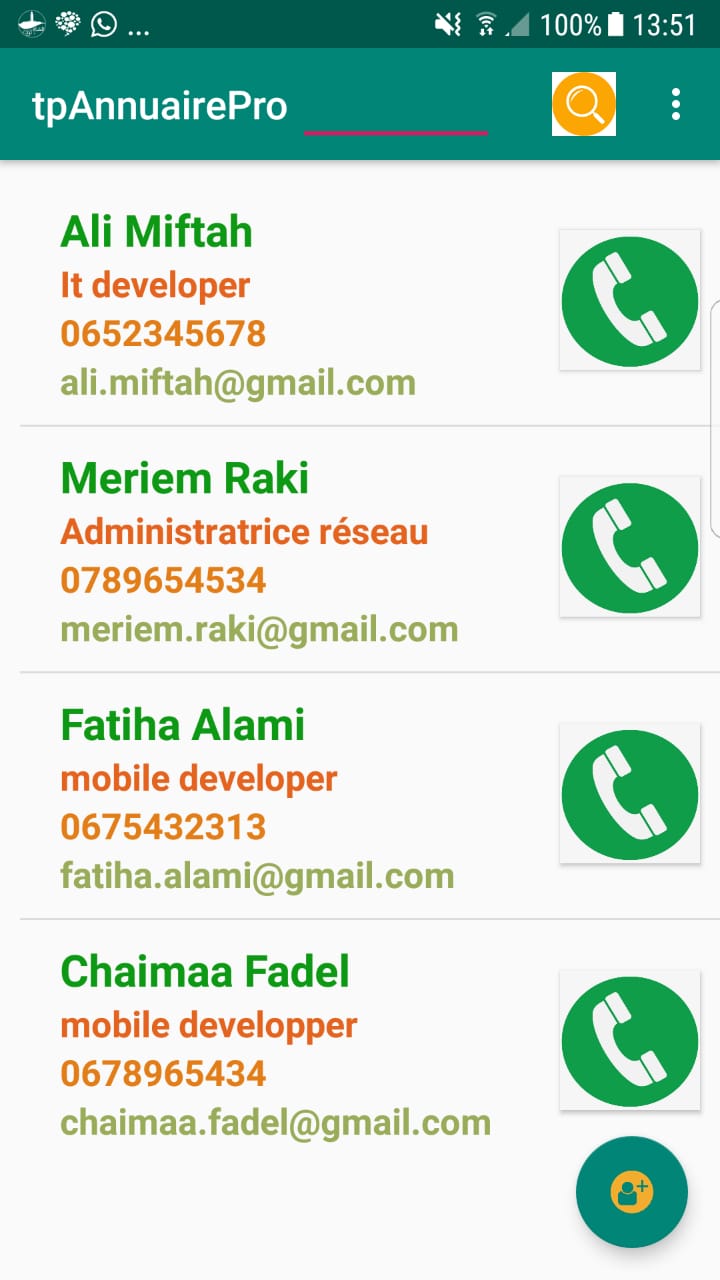 ... 100% 13:51
tpAnnuairePro
Ali Miftah
It developer
0652345678
ali.miftah@gmail.com
Meriem Raki
Administratrice réseau
0789654534
meriem.raki@gmail.com
Fatiha Alami
mobile developer
0675432313
fatiha.alami@gmail.com
Chaimaa Fadel
mobile developper
0678965434
chaimaa.fadel@gmail.com